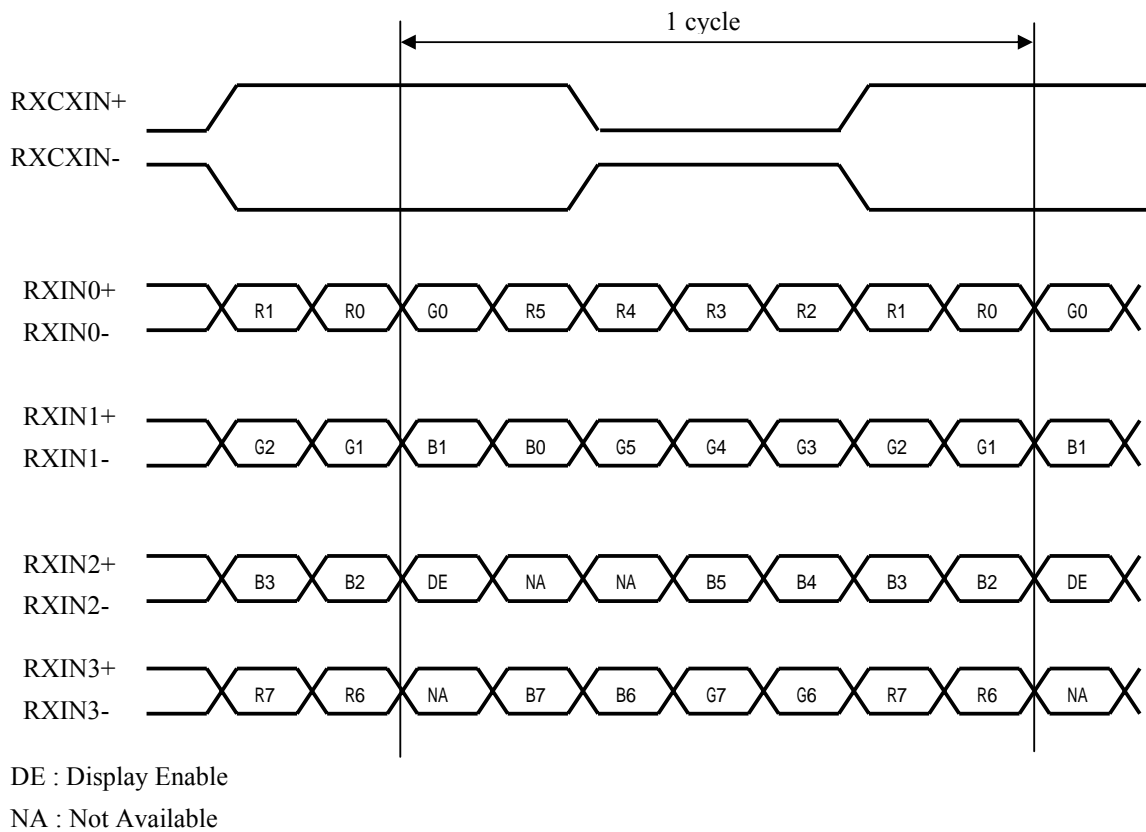 1 cycle
RXCXIN+
RXCXIN-
RXIN0+
R1 R0 G0 R5 R4 R3 R2 R1 R0 G0
RXIN0-
RXIN1+
G2 G1 B1 B0 G5 G4 G3 G2 G1 B1
RXIN1-
RXIN2+
B3 B2 DE NA NA B5 B4 B3 B2 DE
RXIN2-
RXIN3+
R7 R6 NA B7 B6 G7 G6 R7 R6 NA
RXIN3-
DE : Display Enable
NA : Not Available